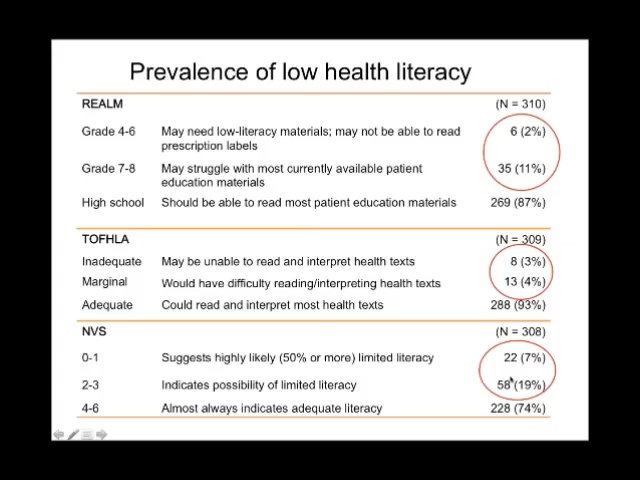 Prevalence of low health literacy
REALM (N = 310)
Grade 4-6 May need low-literacy materials; may not be able to read 6 (2%)
prescription labels
Grade 7-8 May struggle with most currently available patient 35 (11%)
education materials
High school Should be able to read most patient education materials 269 (87%)
TOFHLA (N = 309)
Inadequate May be unable to read and interpret health texts 8 (3%)
Marginal Would have difficulty reading/interpreting health texts 13 (4%)
Adequate Could read and interpret most health texts 288 (93%)
NVS (N = 308)
0-1 Suggests highly likely (50% or more) limited literacy 22 (7%)
2-3 Indicates possibility of limited literacy 58 (19%)
4-6 Almost always indicates adequate literacy 228 (74%)